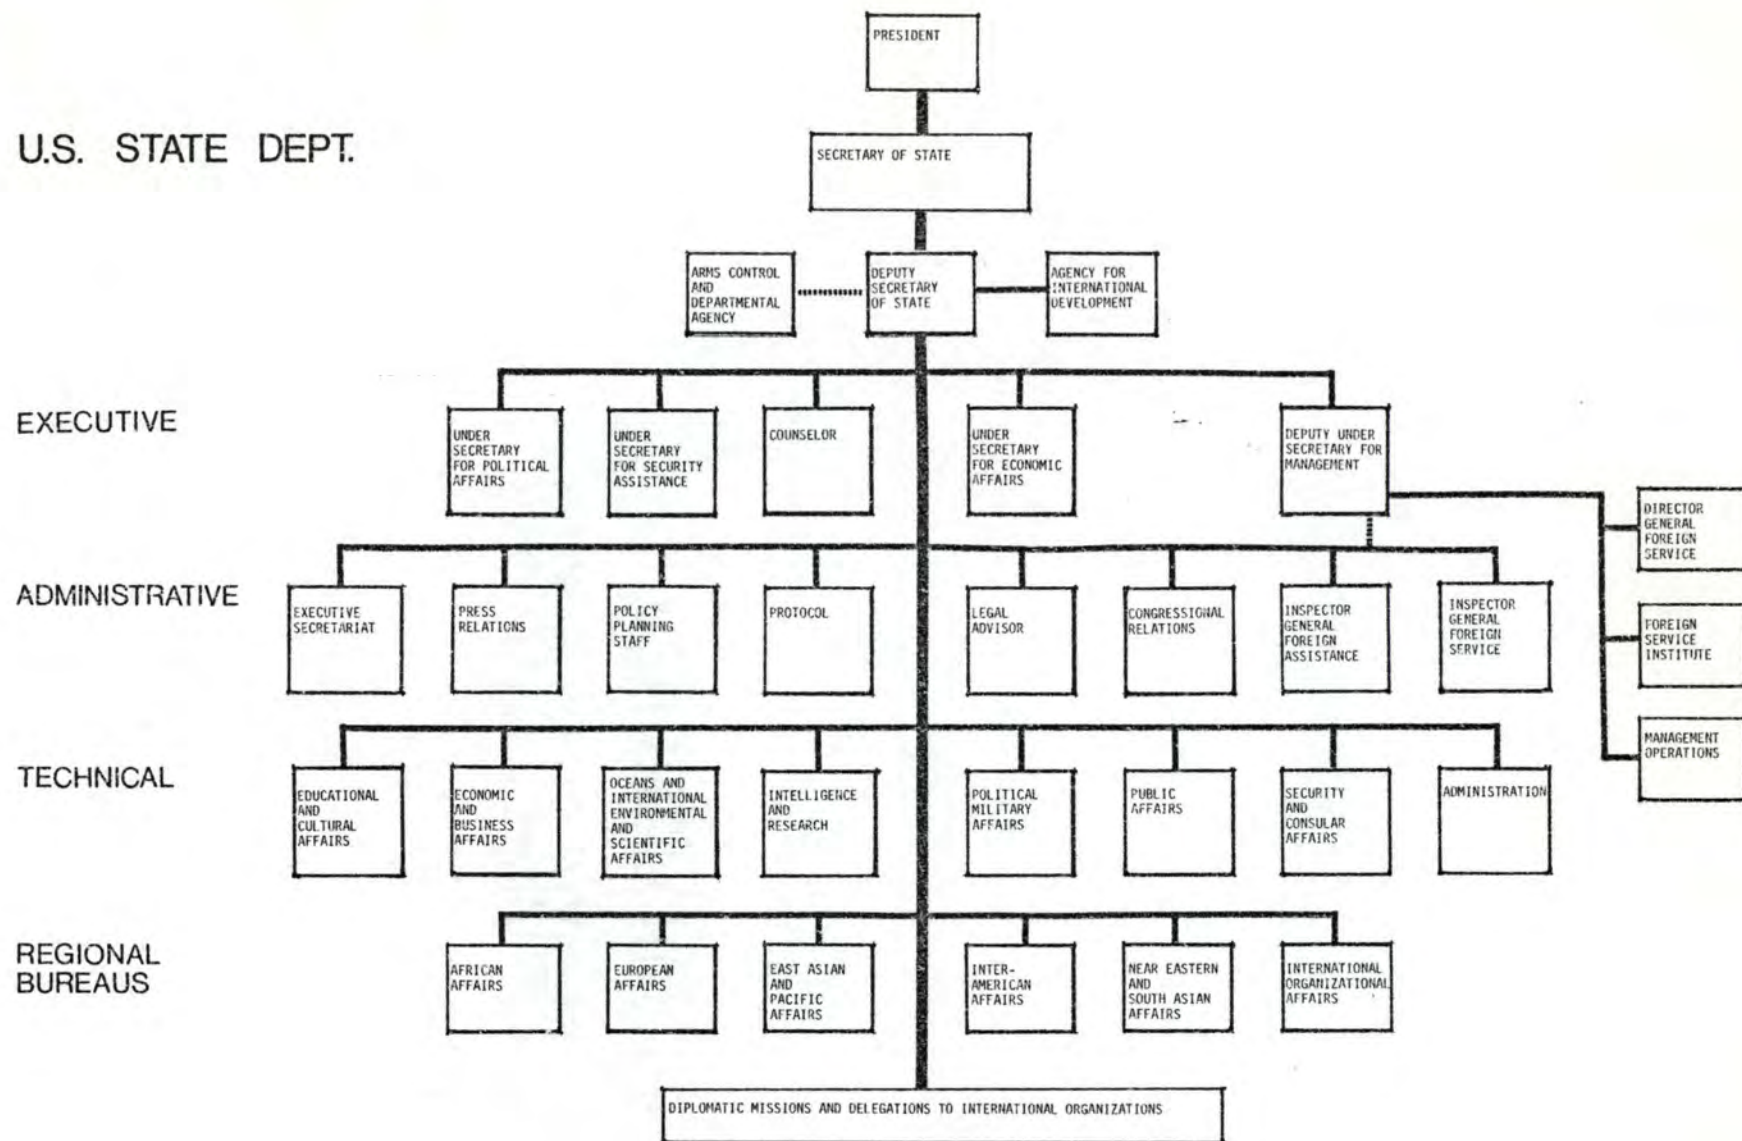 PRESIDENT
U.S. STATE DEPT.
SECRETARY OF STATE
ARMS CONTROL
AND
DEPARTMENTAL
AGENCY
DEPUTY
SECRETARY
OF STATE
AGENCY FOR
INTERNATIONAL
DEVELOPMENT
EXECUTIVE
UNDER
SECRETARY
FOR POLITICAL
AFFAIRS
UNDER
SECRETARY
FOR SECURITY
ASSISTANCE
COUNSELOR
UNDER
SECRETARY
FOR ECONOMIC
AFFAIRS
DEPUTY UNDER
SECRETARY FOR
MANAGEMENT
DIRECTOR
GENERAL
FOREIGN
SERVICE
ADMINISTRATIVE
EXECUTIVE
SECRETARIAT
PRESS
RELATIONS
POLICY
PLANNING
STAFF
PROTOCOL
LEGAL
ADVISOR
CONGRESSIONAL
RELATIONS
INSPECTOR
GENERAL
FOREIGN
ASSISTANCE
INSPECTOR
GENERAL
FOREIGN
SERVICE
FOREIGN
SERVICE
INSTITUTE
MANAGEMENT
OPERATIONS
TECHNICAL
EDUCATIONAL
AND
CULTURAL
AFFAIRS
ECONOMIC
AND
BUSINESS
AFFAIRS
OCEANS AND
INTERNATIONAL
ENVIRONMENTAL
AND
SCIENTIFIC
AFFAIRS
INTELLIGENCE
AND
RESEARCH
POLITICAL
MILITARY
AFFAIRS
PUBLIC
AFFAIRS
SECURITY
AND
CONSULAR
AFFAIRS
ADMINISTRATION
REGIONAL
BUREAUS
AFRICAN
AFFAIRS
EUROPEAN
AFFAIRS
EAST ASIAN
AND
PACIFIC
AFFAIRS
INTER-
AMERICAN
AFFAIRS
NEAR EASTERN
AND
SOUTH ASIAN
AFFAIRS
INTERNATIONAL
ORGANIZATIONAL
AFFAIRS
DIPLOMATIC MISSIONS AND DELEGATIONS TO INTERNATIONAL ORGANIZATIONS